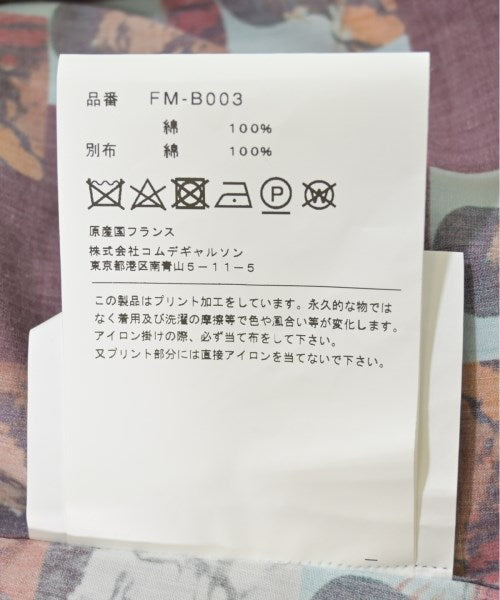 品番 FM-B003
綿 100%
別布 綿 100%
P W
原産国フランス
株式会社コムデギャルソン
東京都港区南青山5-11-5
この製品はプリント加工をしています。永久的な物では
なく着用及び洗濯の摩擦等で色や風合い等が変化します。
アイロン掛けの際、必ず当て布をして下さい。
又プリント部分には直接アイロンを当てないで下さい。